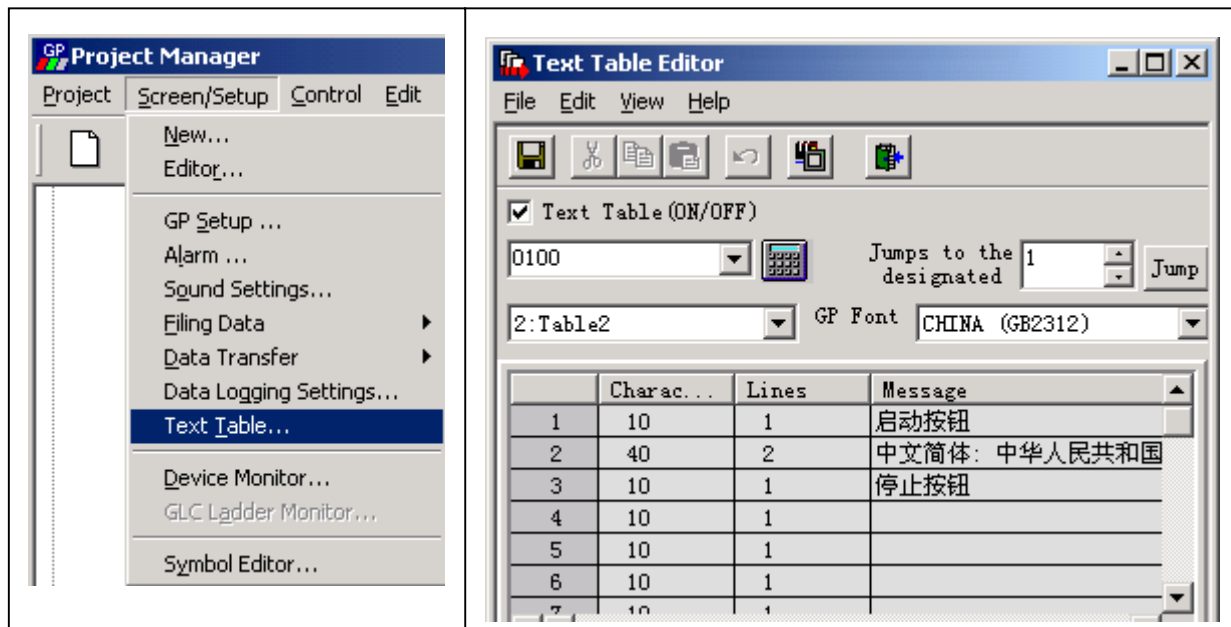 GP Project Manager
Project Screen/Setup Control Edit
New...
Editor...
GP Setup ...
Alarm ...
Sound Settings...
Filing Data
Data Transfer
Data Logging Settings...
Text Table...
Device Monitor...
GLC Ladder Monitor...
Symbol Editor...
Text Table Editor
File Edit View Help
Text Table(ON/OFF)
0100 Jumps to the designated 1 Jump
2:Table2 GP Font CHINA (GB2312)
Charac... Lines Message
1 10 1 启动按钮
2 40 2 中文简体: 中华人民共和国
3 10 1 停止按钮
4 10 1
5 10 1
6 10 1
7 10 1